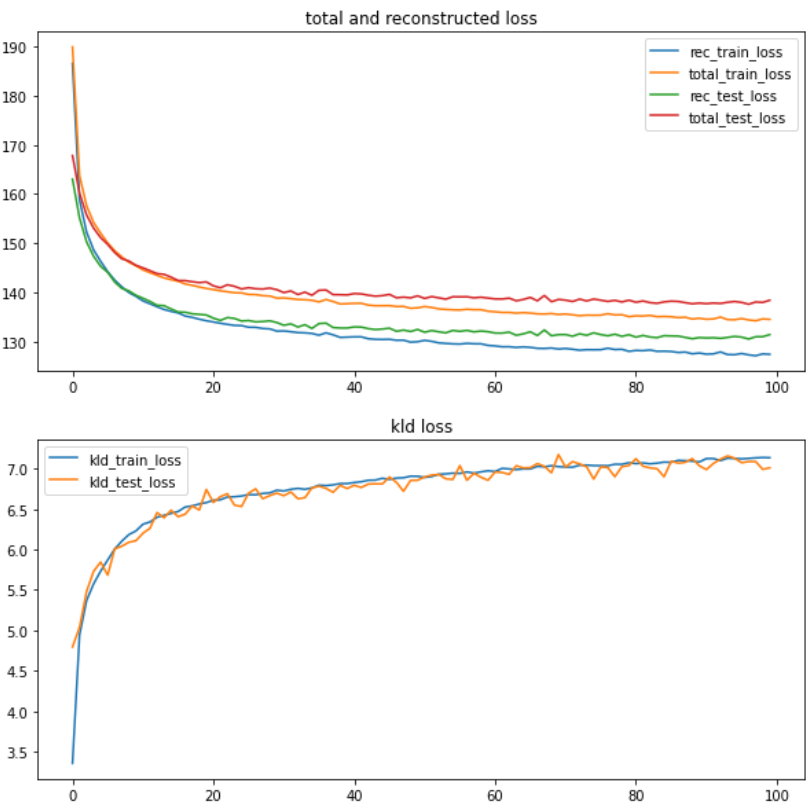 total and reconstructed loss
190
180
170
160
150
140
130
rec_train_loss
total_train_loss
rec_test_loss
total_test_loss
0 20 40 60 80 100
kld loss
7.0
6.5
6.0
5.5
5.0
4.5
4.0
3.5
kld_train_loss
kld_test_loss
0 20 40 60 80 100